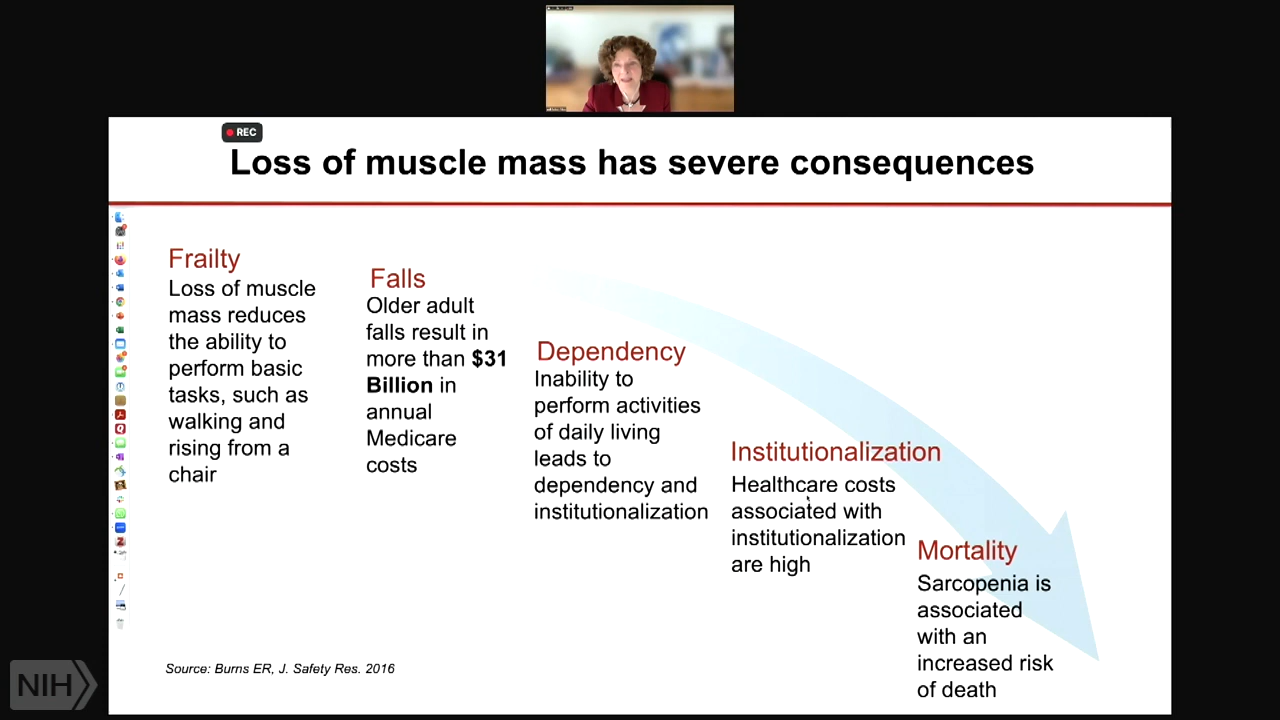 REC
Loss of muscle mass has severe consequences
Frailty
Loss of muscle
mass reduces
the ability to
perform basic
tasks, such as
walking and
rising from a
chair
Falls
Older adult
falls result in
more than $31
Billion in
annual
Medicare
costs
Dependency
Inability to
perform activities
of daily living
leads to
dependency and
institutionalization
Institutionalization
Healthcare costs
associated with
institutionalization
are high
Mortality
Sarcopenia is
associated
with an
increased risk
of death
Source: Burns ER, J. Safety Res. 2016
NIH